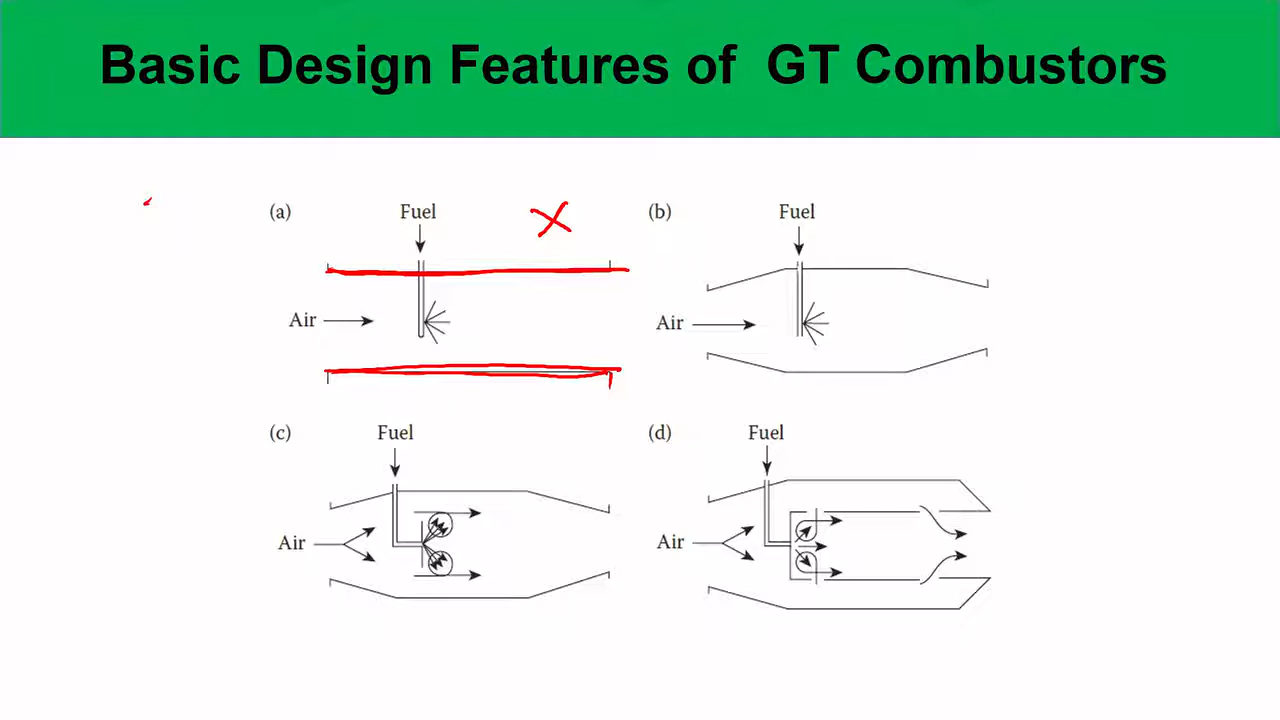 Basic Design Features of GT Combustors
(a)
Fuel
Air
(b)
Fuel
Air
(c)
Fuel
Air
(d)
Fuel
Air